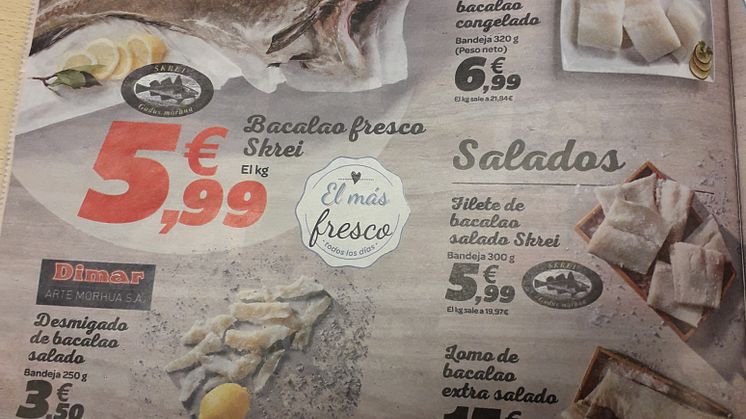 bacalao
congelado
Bandeja 320 g
(Peso neto)
6,99€
El kg sale a 21,84€
SKREI
Gadus morhua
Bacalao fresco
Skrei
5,99€
El kg
El más
fresco
todos los días
Salados
Filete de
bacalao
salado Skrei
Bandeja 300 g
5,99€
El kg sale a 19,97€
SKREI
Gadus morhua
Dimar
ARTE MORHUA S.A.
Desmigado
de bacalao
salado
Bandeja 250 g
3,50€
Lomo de
bacalao
extra salado
€